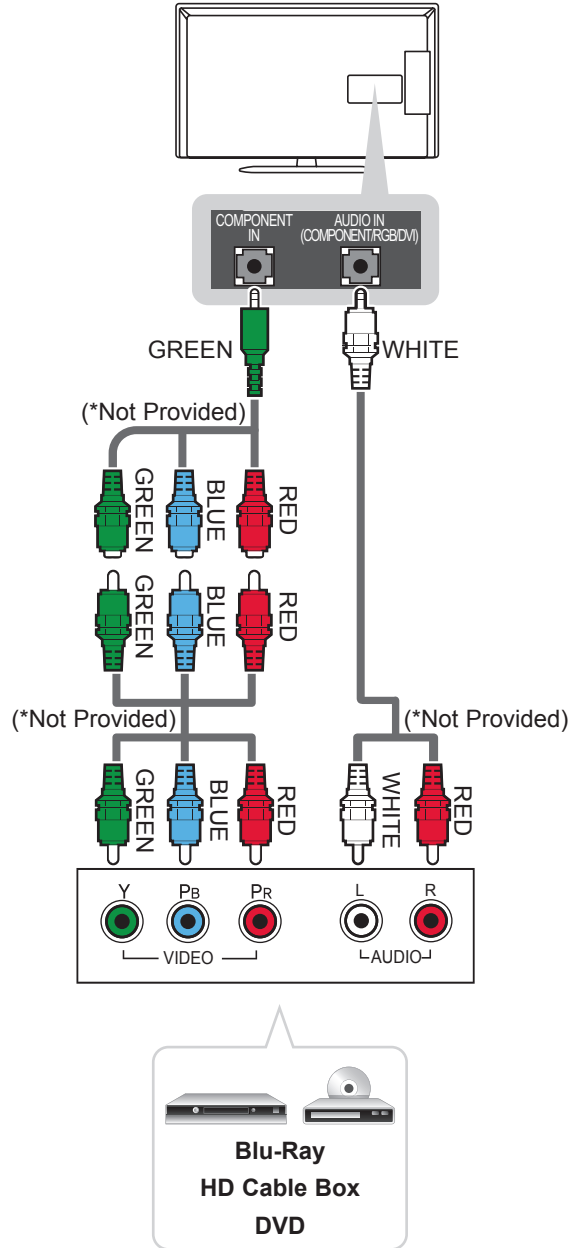 COMPONENT IN
AUDIO IN (COMPONENT/RGB/DVI)
GREEN
WHITE
(*Not Provided)
GREEN
BLUE
RED
GREEN
BLUE
RED
(*Not Provided)
(*Not Provided)
GREEN
BLUE
RED
WHITE
RED
Y
PB
PR
L
R
VIDEO
AUDIO
Blu-Ray
HD Cable Box
DVD